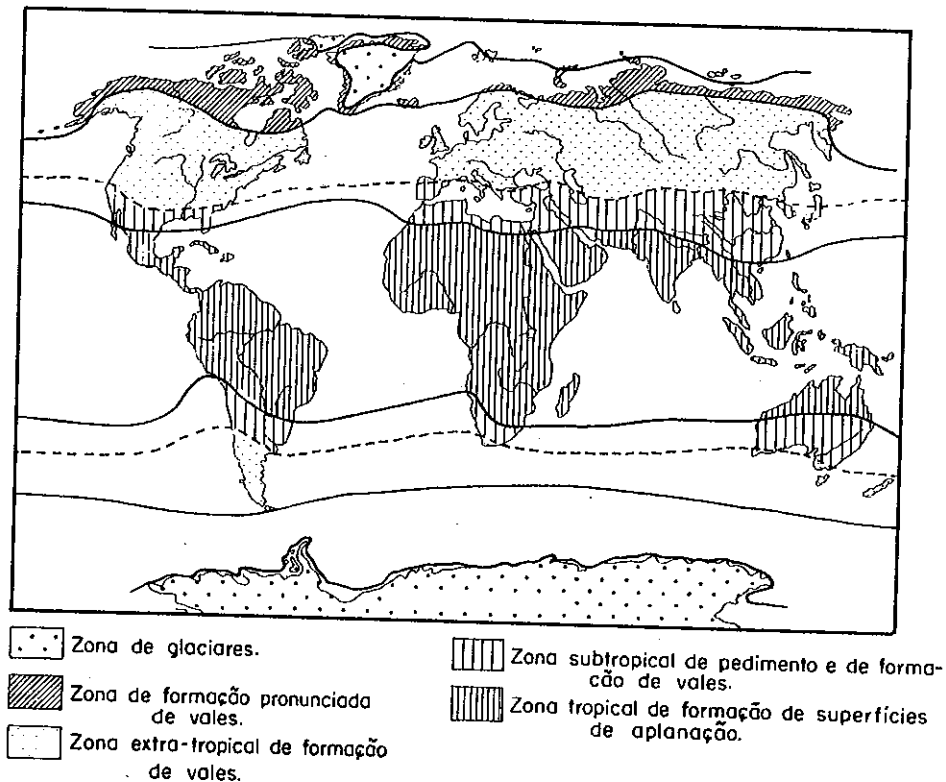 Zona de glaciares.
Zona de formação pronunciada
de vales.
Zona extra-tropical de formação
de vales.
Zona subtropical de pedimento e de forma-
cão de vales.
Zona tropical de formação de superfícies
de aplanação.